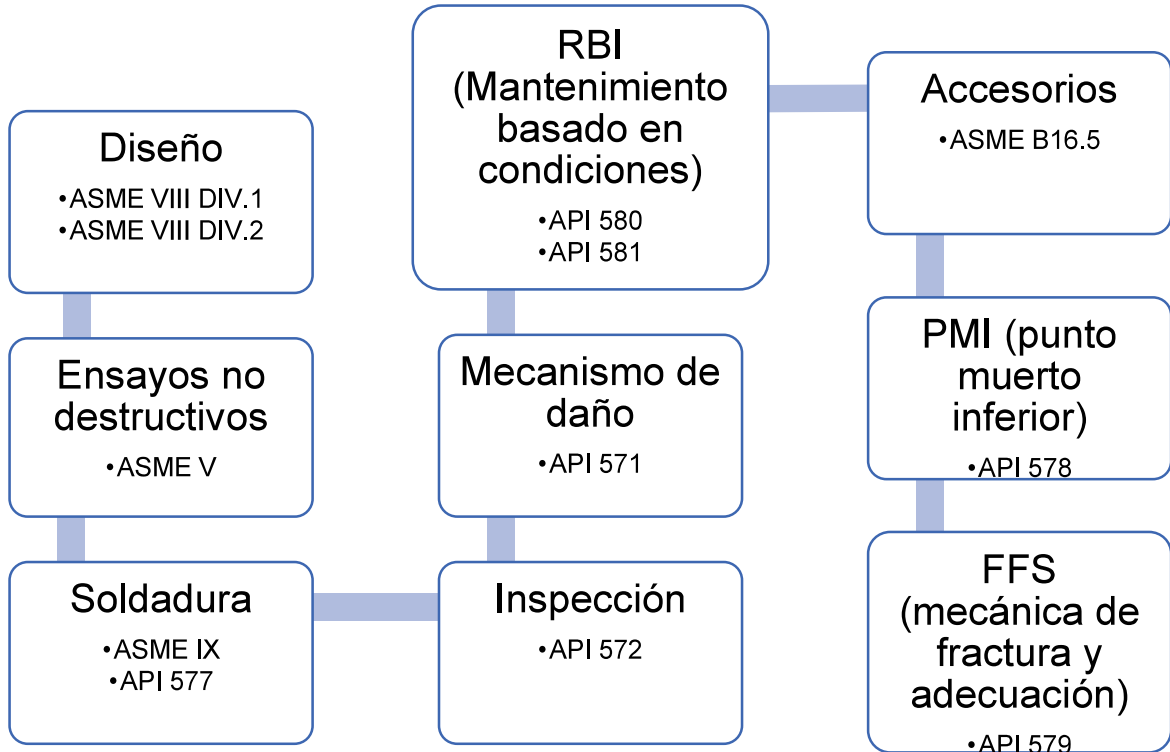 Diseño
•ASME VIII DIV.1
•ASME VIII DIV.2
Ensayos no
destructivos
•ASME V
Soldadura
•ASME IX
•API 577
Inspección
•API 572
Mecanismo de
daño
•API 571
RBI
(Mantenimiento
basado en
condiciones)
•API 580
•API 581
Accesorios
•ASME B16.5
PMI (punto
muerto
inferior)
•API 578
FFS
(mecánica de
fractura y
adecuación)
•API 579